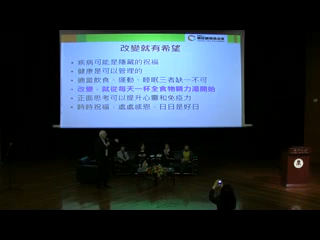 改變就有希望
• 疾病可能是隱藏的祝福
• 健康是可以管理的
• 適當飲食、運動、睡眠三者缺一不可
• 改變，就從每天一杯全食物精力湯開始
• 正面思考可以提升心靈和免疫力
• 時時祝福，處處感恩，日日是好日